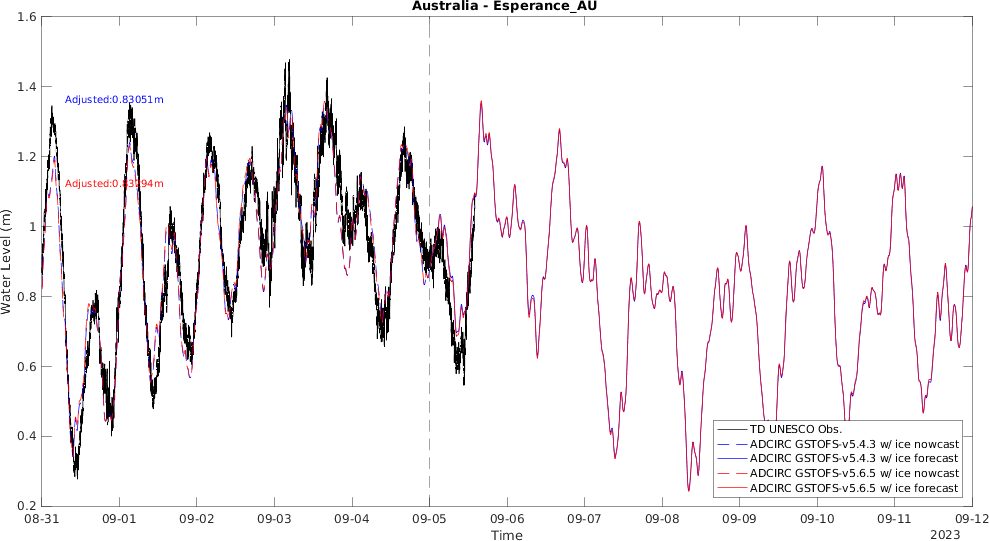 Australia - Esperance_AU
1.6
1.4
1.2
1
0.8
0.6
0.4
0.2
Water Level (m)
Adjusted:0.83051m
Adjusted:0.83294m
TD UNESCO Obs.
ADCIRC GSTOFS-v5.4.3 w/ ice nowcast
ADCIRC GSTOFS-v5.4.3 w/ ice forecast
ADCIRC GSTOFS-v5.6.5 w/ ice nowcast
ADCIRC GSTOFS-v5.6.5 w/ ice forecast
08-31 09-01 09-02 09-03 09-04 09-05 09-06 09-07 09-08 09-09 09-10 09-11 09-12
Time
2023